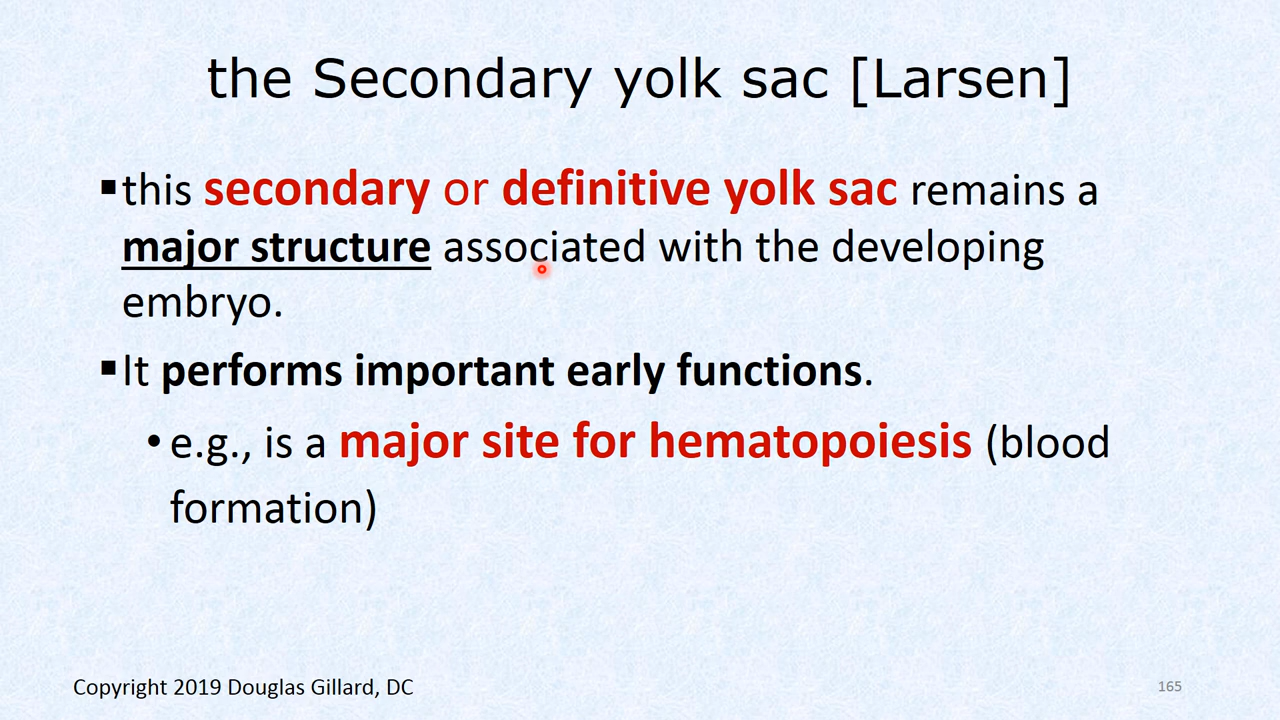 the Secondary yolk sac [Larsen]
▪this secondary or definitive yolk sac remains a
major structure associated with the developing
embryo.
▪It performs important early functions.
•e.g., is a major site for hematopoiesis (blood
formation)
Copyright 2019 Douglas Gillard, DC
165